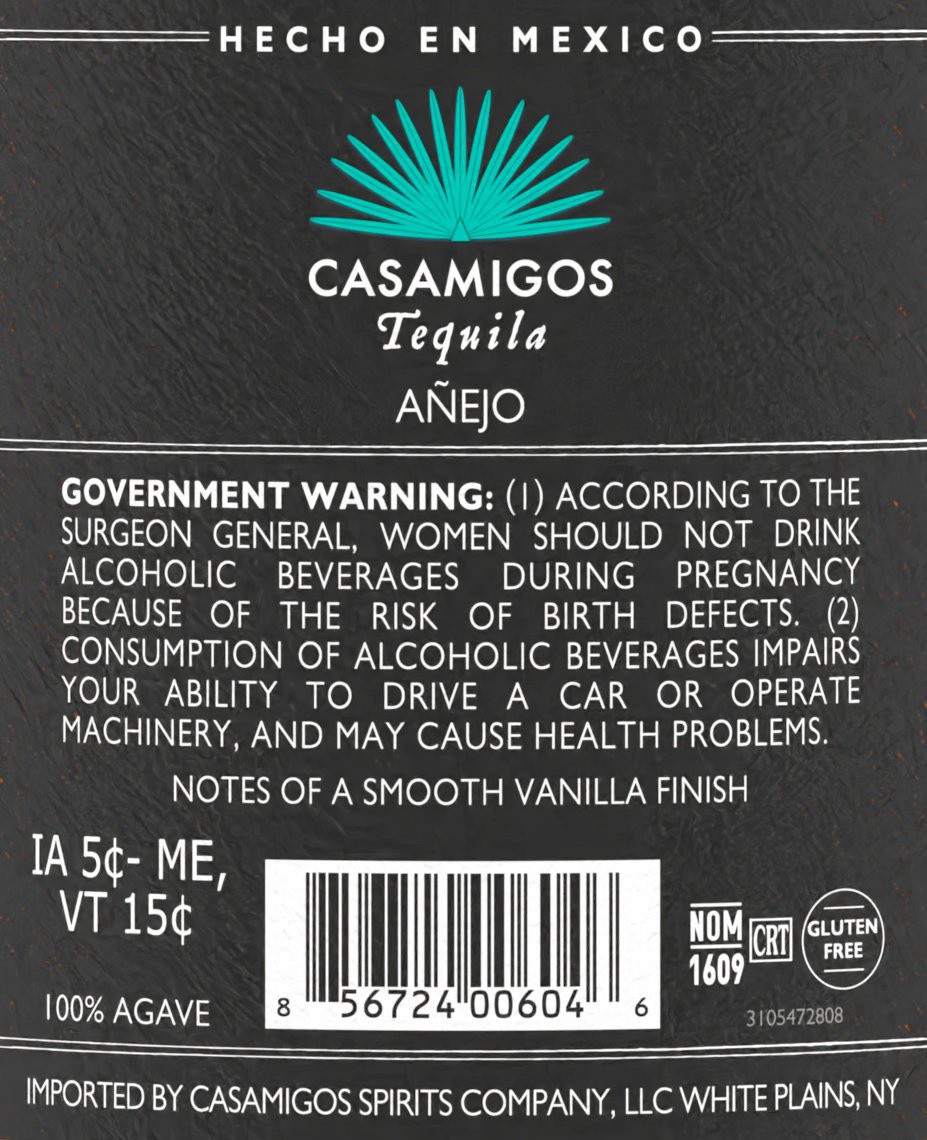 HECHO EN MEXICO
CASAMIGOS
Tequila
AÑEJO
GOVERNMENT WARNING: (1) ACCORDING TO THE
SURGEON GENERAL, WOMEN SHOULD NOT DRINK
ALCOHOLIC BEVERAGES DURING PREGNANCY
BECAUSE OF THE RISK OF BIRTH DEFECTS. (2)
CONSUMPTION OF ALCOHOLIC BEVERAGES IMPAIRS
YOUR ABILITY TO DRIVE A CAR OR OPERATE
MACHINERY, AND MAY CAUSE HEALTH PROBLEMS.
NOTES OF A SMOOTH VANILLA FINISH
IA 5¢- ME,
VT 15¢
100% AGAVE
8 56724 00604 6
NOM
1609
CRT
GLUTEN
FREE
3105472808
IMPORTED BY CASAMIGOS SPIRITS COMPANY, LLC WHITE PLAINS, NY